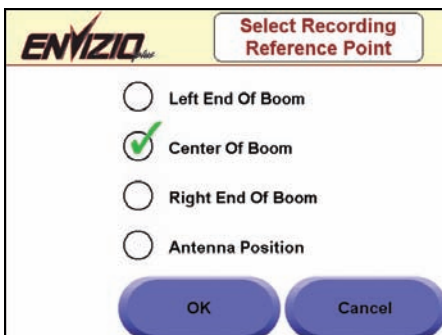 ENVIZIO plus
Select Recording
Reference Point
Left End Of Boom
Center Of Boom
Right End Of Boom
Antenna Position
OK
Cancel